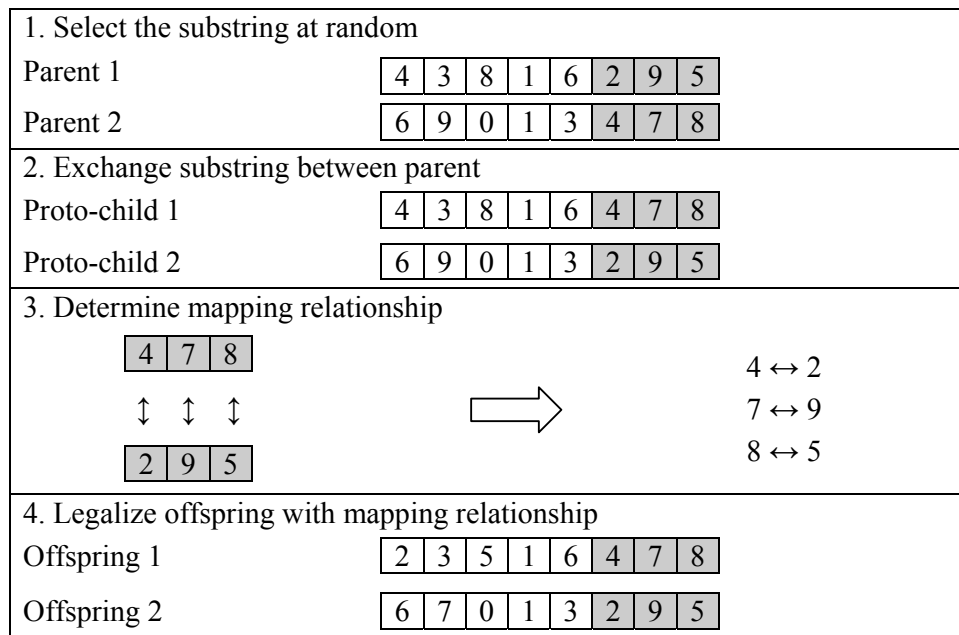 1. Select the substring at random
Parent 1 4 3 8 1 6 2 9 5
Parent 2 6 9 0 1 3 4 7 8
2. Exchange substring between parent
Proto-child 1 4 3 8 1 6 4 7 8
Proto-child 2 6 9 0 1 3 2 9 5
3. Determine mapping relationship
4 7 8
↕ ↕ ↕
2 9 5
4 ↔ 2
7 ↔ 9
8 ↔ 5
4. Legalize offspring with mapping relationship
Offspring 1 2 3 5 1 6 4 7 8
Offspring 2 6 7 0 1 3 2 9 5